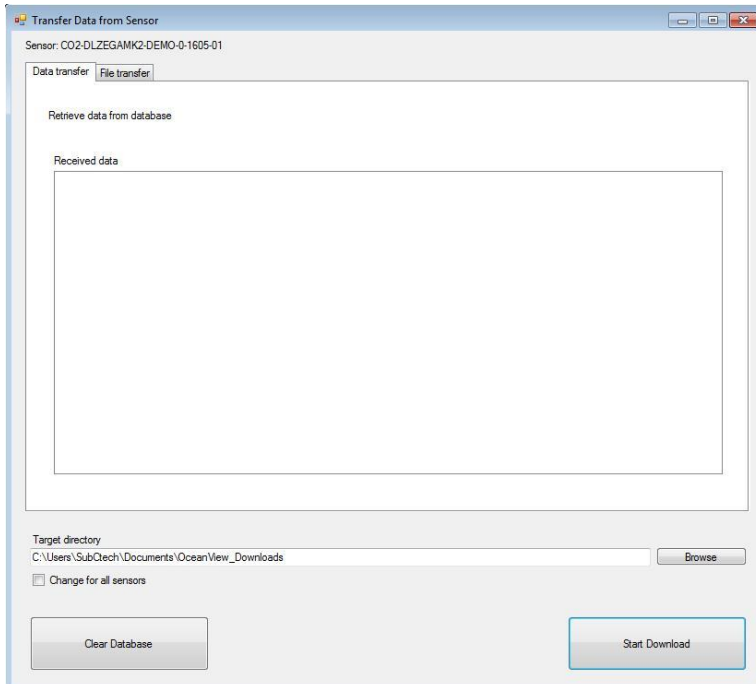 Transfer Data from Sensor
Sensor: CO2-DLZEGAMK2-DEMO-0-1605-01
Data transfer File transfer
Retrieve data from database
Received data
Target directory
C:\Users\SubCtech\Documents\OceanView_Downloads Browse
Change for all sensors
Clear Database Start Download